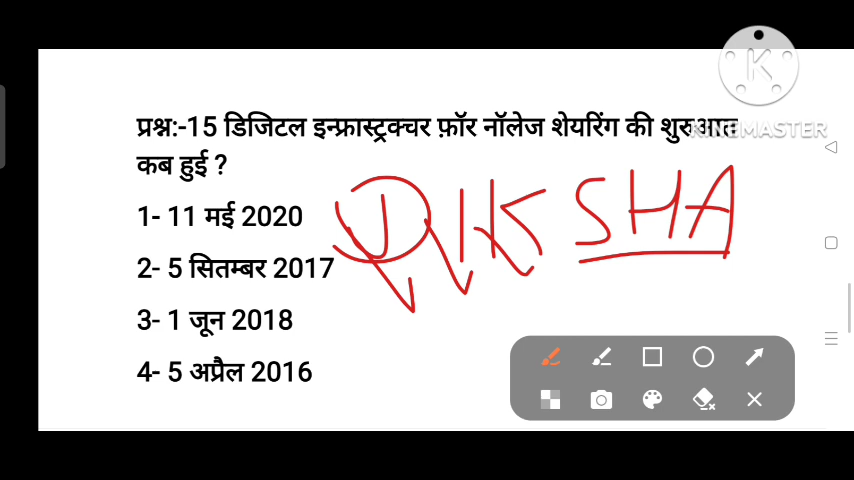 प्रश्न:-15 डिजिटल इन्फ्रास्ट्रक्चर फ़ॉर नॉलेज शेयरिंग की शुरुआत
कब हुई ?
1- 11 मई 2020
2- 5 सितम्बर 2017
3- 1 जून 2018
4- 5 अप्रैल 2016
DIKSHA
K
KINEMASTER